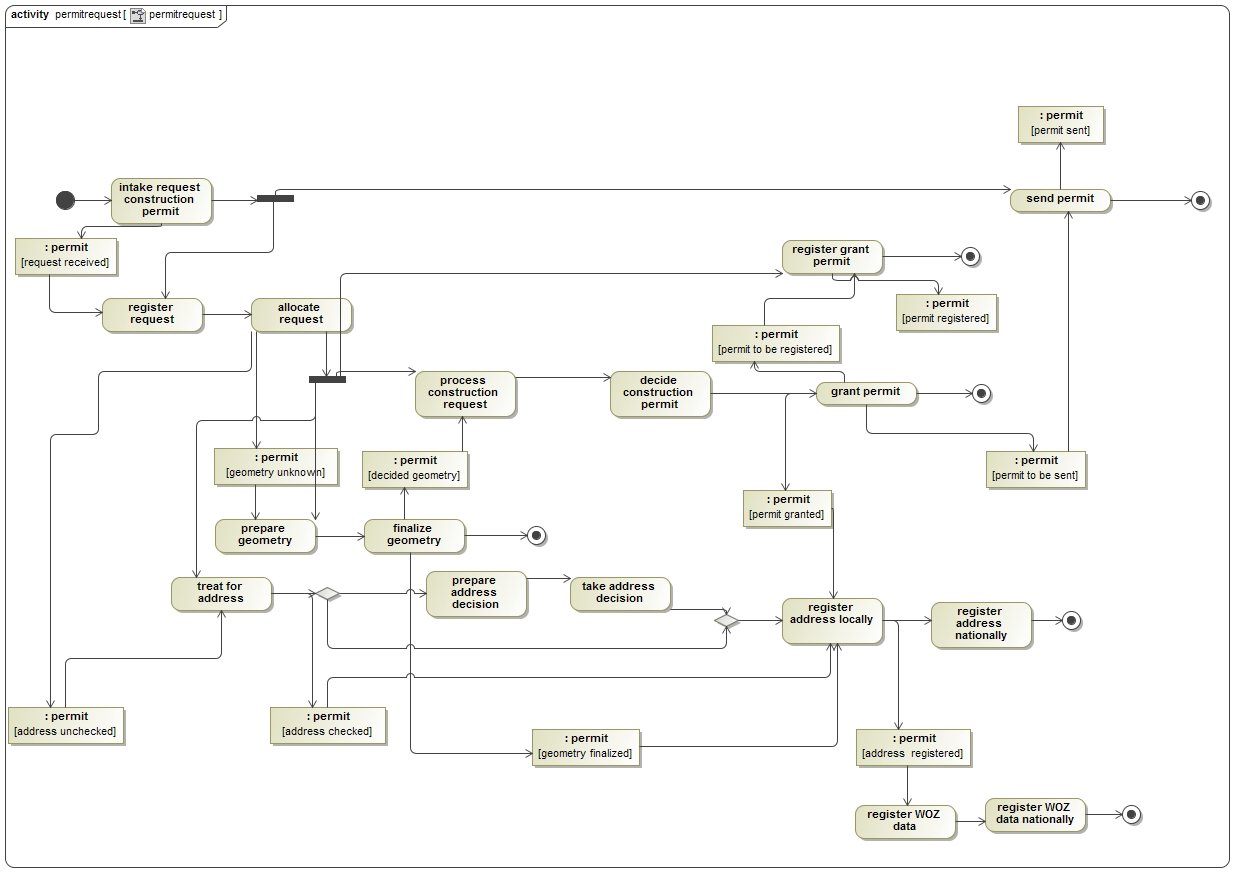 activity permitrequest [ permitrequest ]
: permit
[permit sent]
intake request
construction
permit
send permit
: permit
[request received]
register grant
permit
register
request
allocate
request
: permit
[permit registered]
: permit
[permit to be registered]
process
construction
request
decide
construction
permit
grant permit
: permit
[geometry unknown]
: permit
[decided geometry]
: permit
[permit to be sent]
: permit
[permit granted]
prepare
geometry
finalize
geometry
treat for
address
prepare
address
decision
take address
decision
register
address locally
register
address
nationally
: permit
[address unchecked]
: permit
[address checked]
: permit
[geometry finalized]
: permit
[address  registered]
register WOZ
data
register WOZ
data nationally